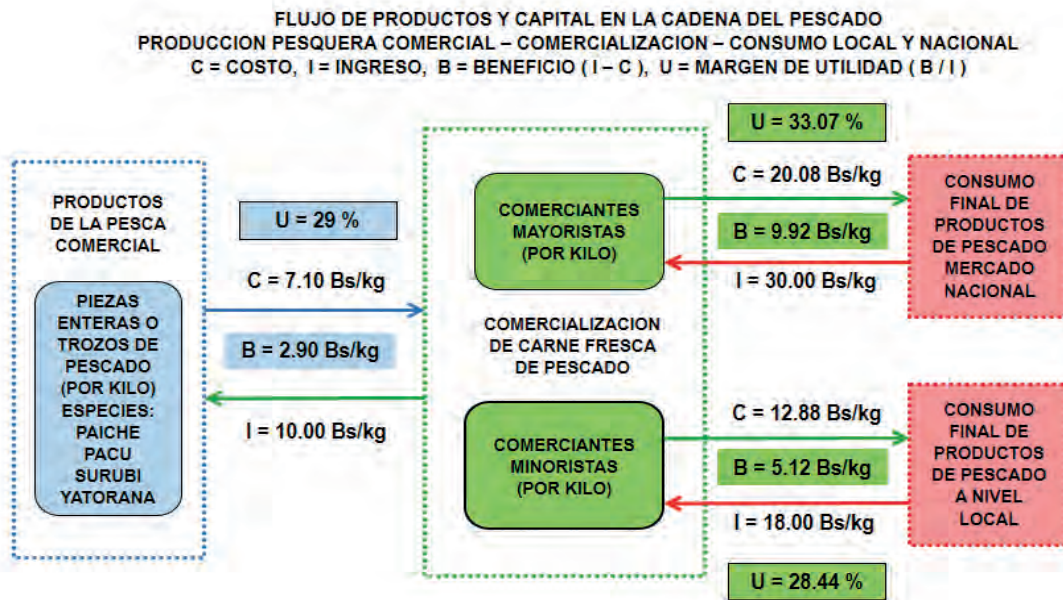 FLUJO DE PRODUCTOS Y CAPITAL EN LA CADENA DEL PESCADO
PRODUCCION PESQUERA COMERCIAL – COMERCIALIZACION – CONSUMO LOCAL Y NACIONAL
C = COSTO, I = INGRESO, B = BENEFICIO ( I – C ), U = MARGEN DE UTILIDAD ( B / I )
PRODUCTOS
DE LA PESCA
COMERCIAL
PIEZAS
ENTERAS O
TROZOS DE
PESCADO
(POR KILO)
ESPECIES:
PAICHE
PACU
SURUBI
YATORANA
U = 29 %
C = 7.10 Bs/kg
B = 2.90 Bs/kg
I = 10.00 Bs/kg
COMERCIANTES
MAYORISTAS
(POR KILO)
COMERCIALIZACION
DE CARNE FRESCA
DE PESCADO
COMERCIANTES
MINORISTAS
(POR KILO)
U = 33.07 %
C = 20.08 Bs/kg
B = 9.92 Bs/kg
I = 30.00 Bs/kg
CONSUMO
FINAL DE
PRODUCTOS
DE PESCADO
MERCADO
NACIONAL
C = 12.88 Bs/kg
B = 5.12 Bs/kg
I = 18.00 Bs/kg
U = 28.44 %
CONSUMO
FINAL DE
PRODUCTOS
DE PESCADO
A NIVEL
LOCAL